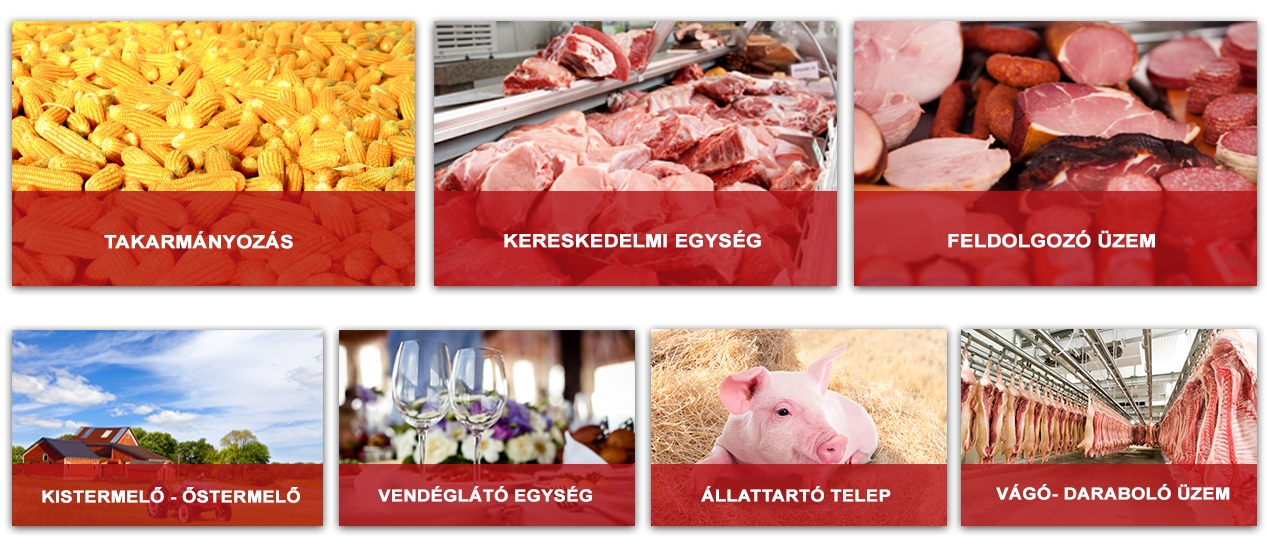 TAKARMÁNYOZÁS
KERESKEDELMI EGYSÉG
FELDOLGOZÓ ÜZEM
KISTERMELŐ - ŐSTERMELŐ
VENDÉGLÁTÓ EGYSÉG
ÁLLATTARTÓ TELEP
VÁGÓ- DARABOLÓ ÜZEM